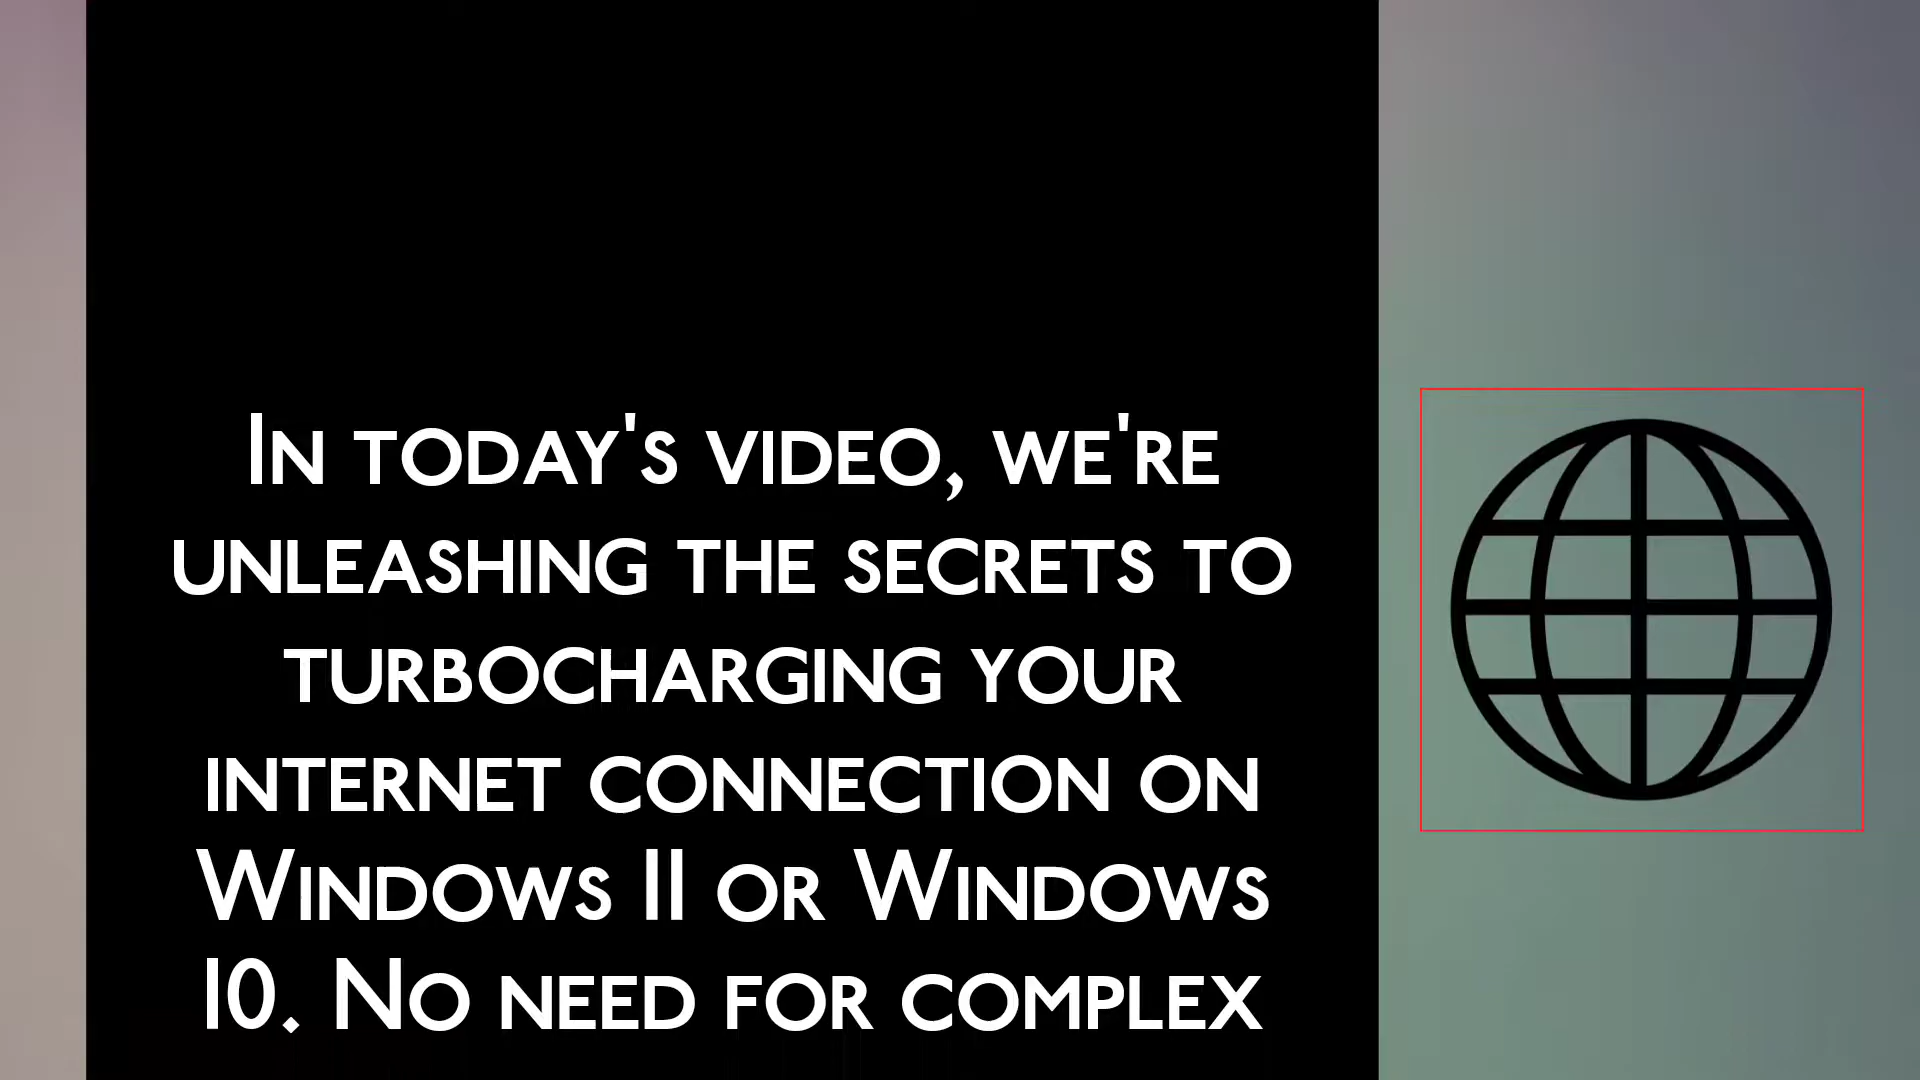 In today's video, we're
unleashing the secrets to
turbocharging your
internet connection on
Windows 11 or Windows
10. No need for complex